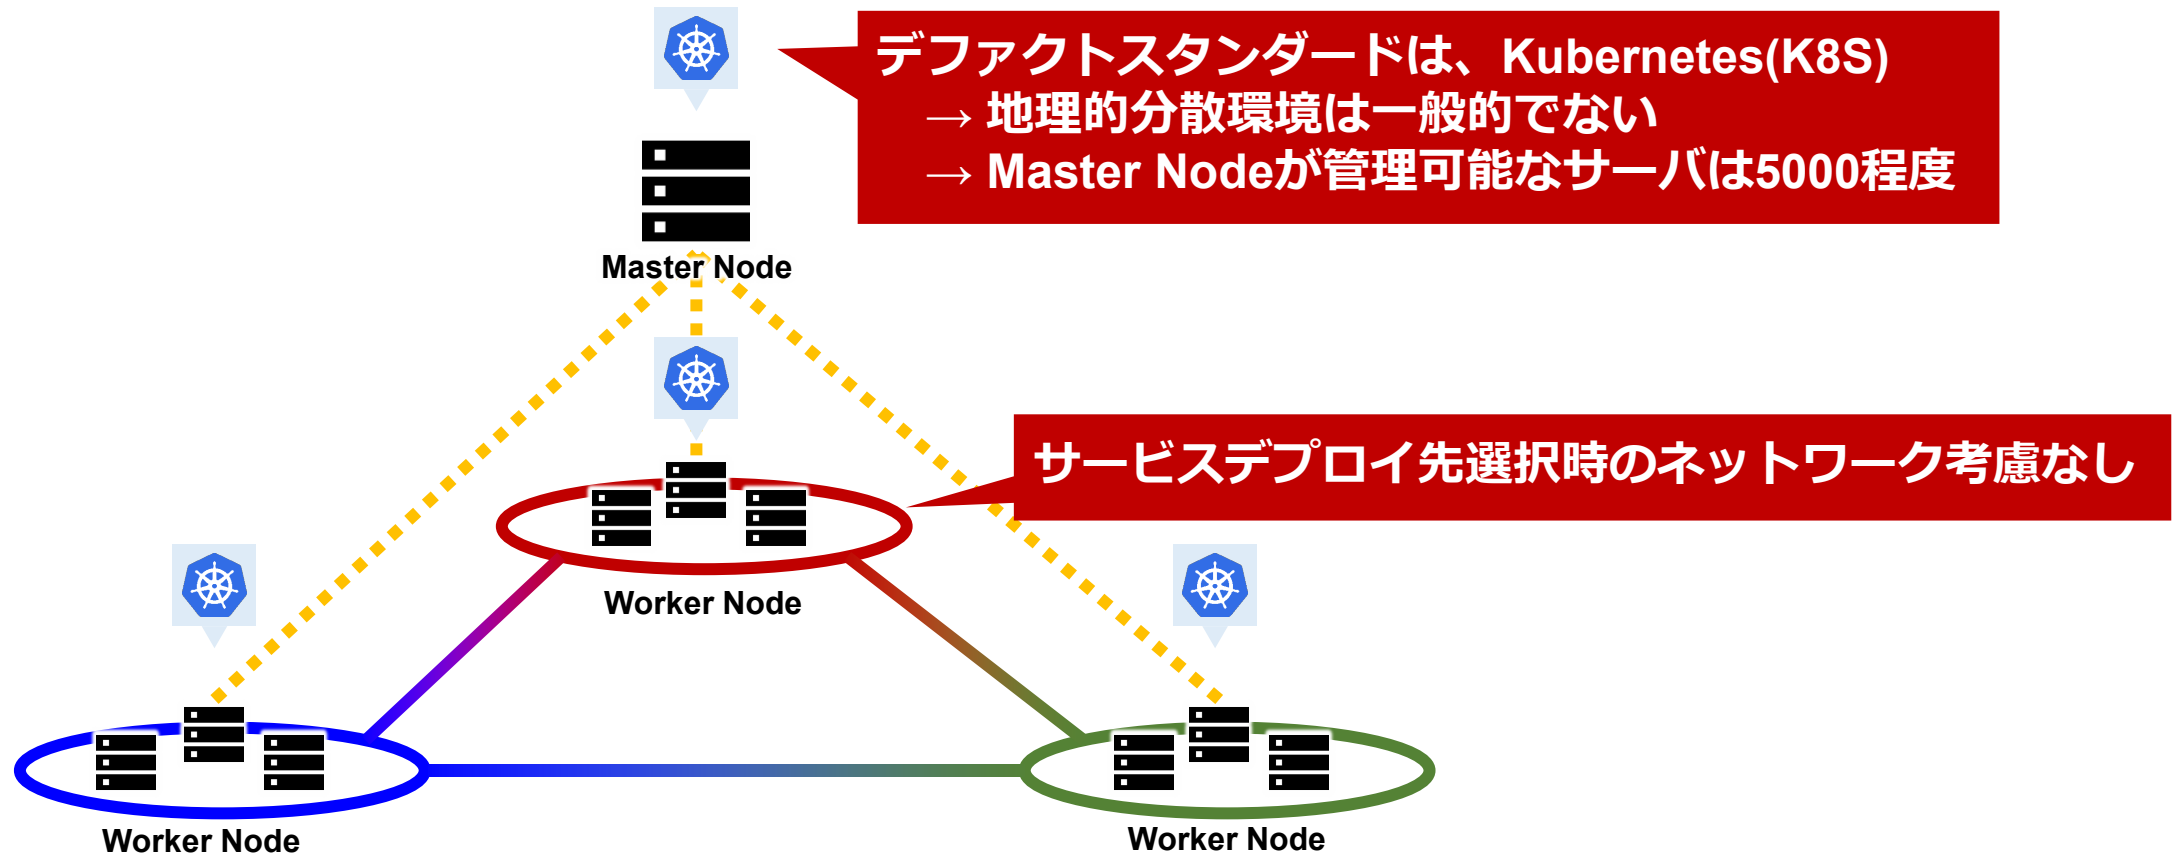 デファクトスタンダードは、Kubernetes(K8S)
→ 地理的分散環境は一般的でない
→ Master Nodeが管理可能なサーバは5000程度
Master Node
サービスデプロイ先選択時のネットワーク考慮なし
Worker Node
Worker Node
Worker Node